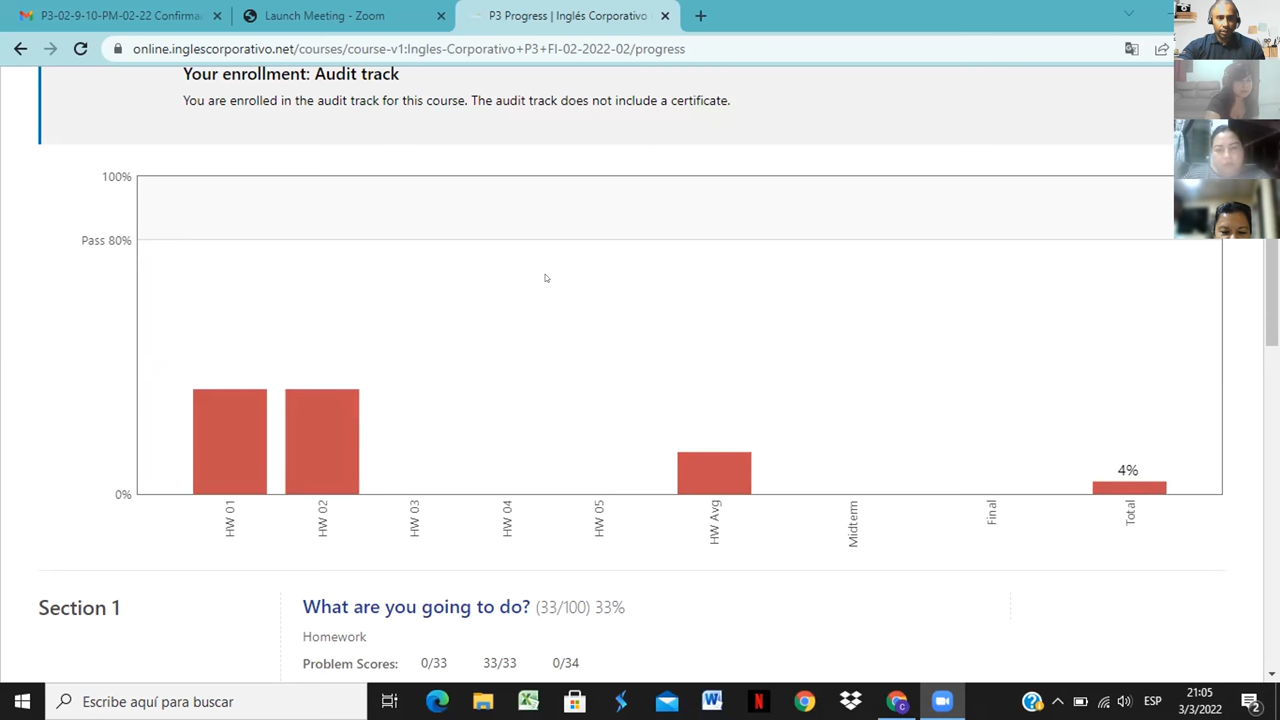 P3-02-9-10-PM-02-22 Confirma
Launch Meeting - Zoom
P3 Progress | Inglés Corporativo
online.inglescorporativo.net/courses/course-v1:Ingles-Corporativo+P3+FI-02-2022-02/progress
Your enrollment: Audit track
You are enrolled in the audit track for this course. The audit track does not include a certificate.
100%
Pass 80%
0%
4%
HW 01
HW 02
HW 03
HW 04
HW 05
HW Avg
Midterm
Final
Total
Section 1
What are you going to do? (33/100) 33%
Homework
Problem Scores: 0/33 33/33 0/34
Escribe aquí para buscar
ESP
21:05
3/3/2022
2